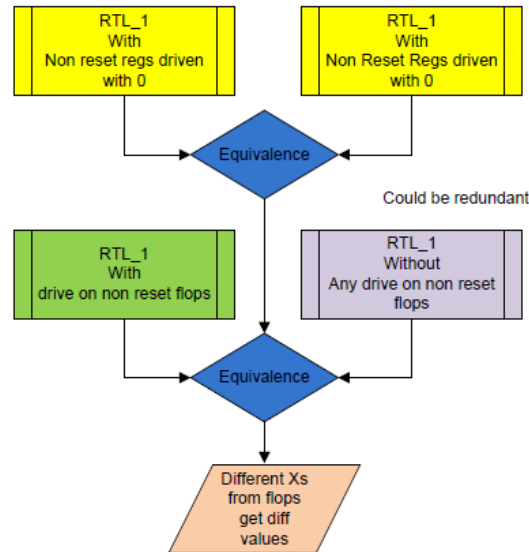 RTL_1
With
Non reset regs driven
with 0
RTL_1
With
Non Reset Regs driven
with 0
Equivalence
Could be redundant
RTL_1
With
drive on non reset flops
RTL_1
Without
Any drive on non reset
flops
Equivalence
Different Xs
from flops
get diff
values